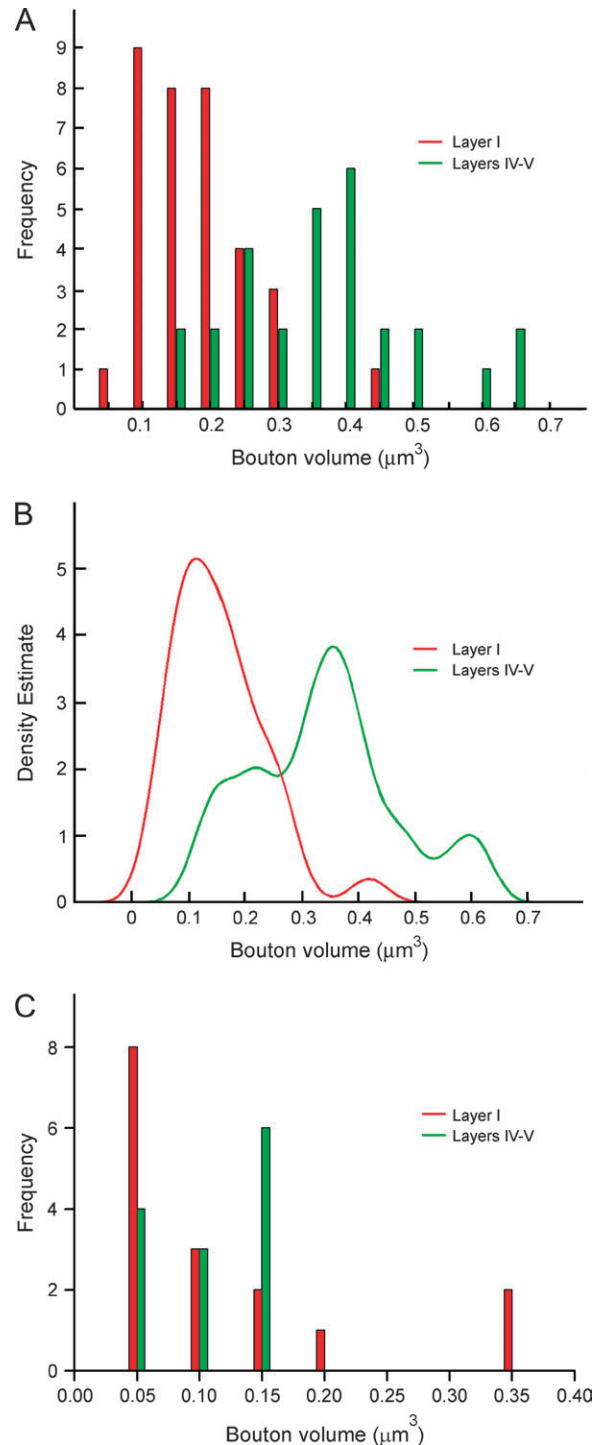 A
9
8
7
6
5
4
3
2
1
0
Frequency
Layer I
Layers IV-V
0.1 0.2 0.3 0.4 0.5 0.6 0.7
Bouton volume (μm³)
B
5
4
3
2
1
0
Density Estimate
Layer I
Layers IV-V
0 0.1 0.2 0.3 0.4 0.5 0.6 0.7
Bouton volume (μm³)
C
8
6
4
2
0
Frequency
Layer I
Layers IV-V
0.00 0.05 0.10 0.15 0.20 0.25 0.30 0.35 0.40
Bouton volume (μm³)